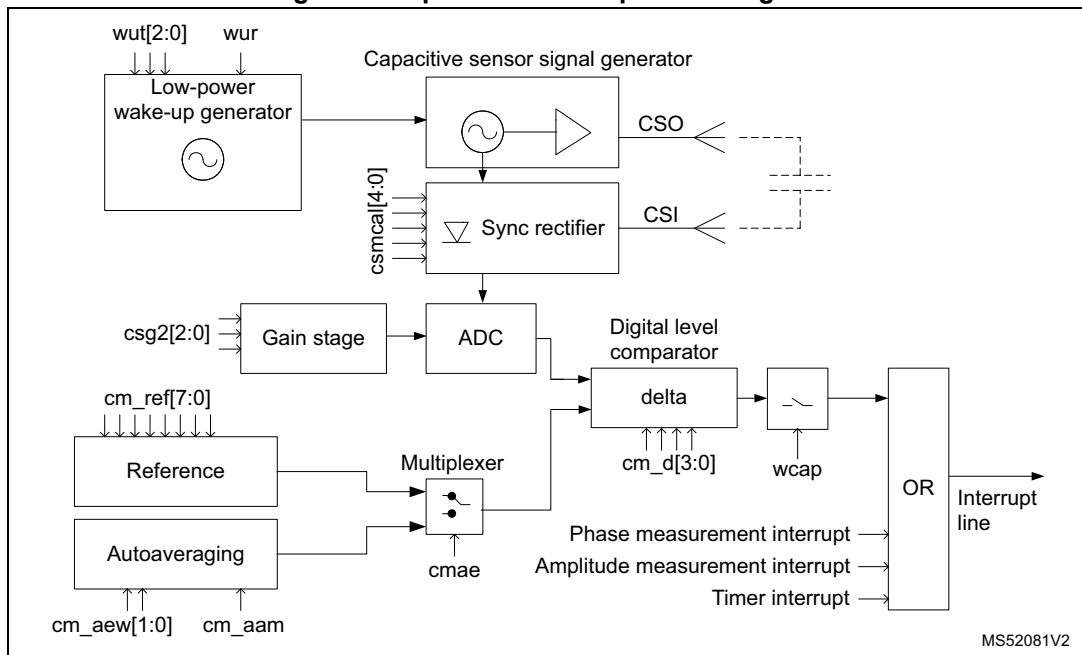 wut[2:0]
wur
Low-power
wake-up generator
Capacitive sensor signal generator
CSO
csmcal[4:0]
Sync rectifier
CSI
csg2[2:0]
Gain stage
ADC
Digital level
comparator
delta
cm_d[3:0]
wcap
cm_ref[7:0]
Reference
Multiplexer
cmae
Autoaveraging
cm_aew[1:0]
cm_aam
OR
Interrupt
line
Phase measurement interrupt
Amplitude measurement interrupt
Timer interrupt
MS52081V2